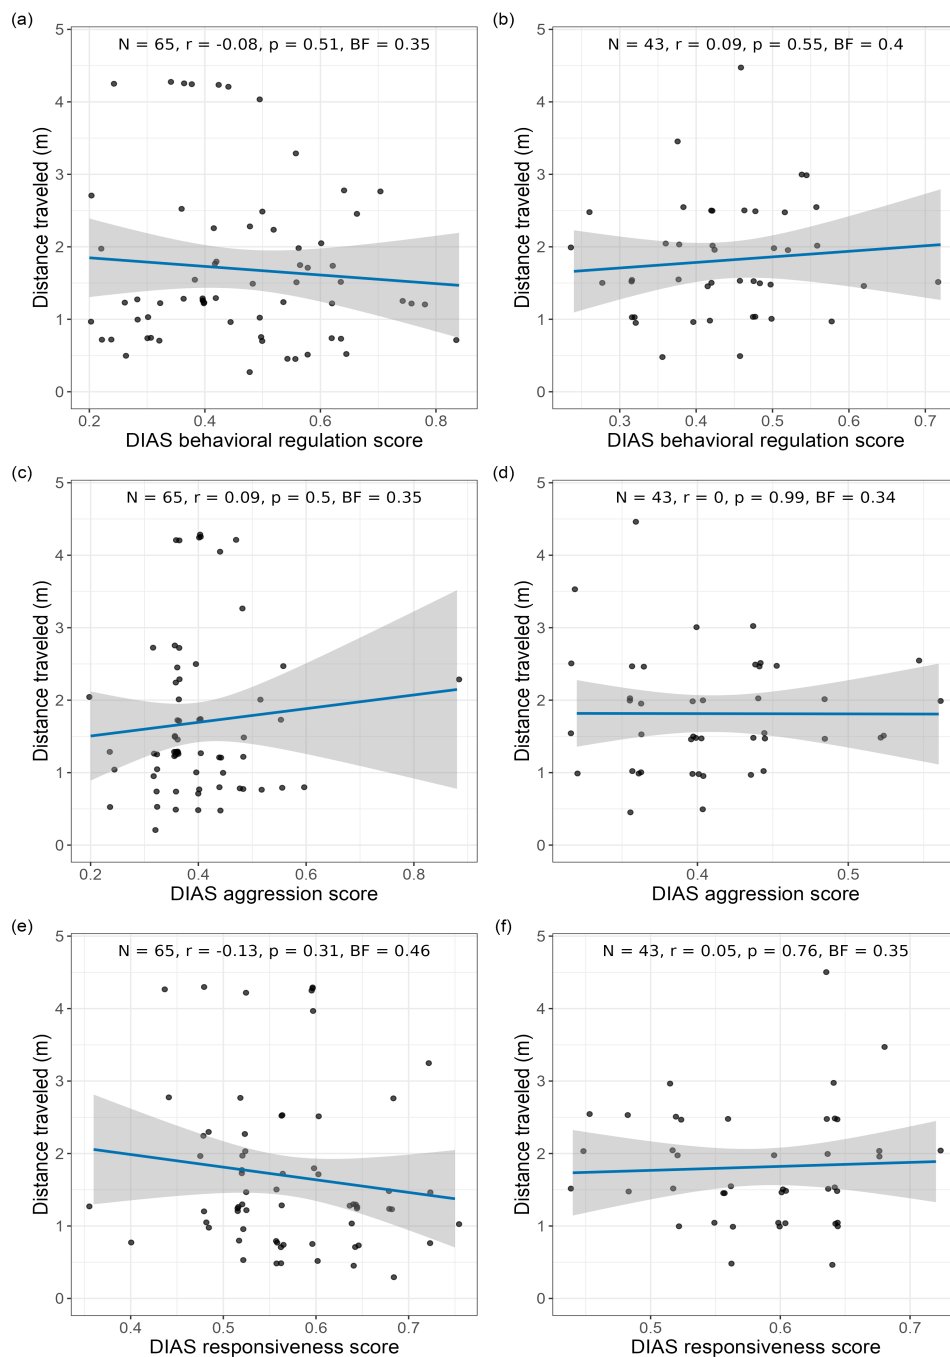 (a)
N = 65, r = -0.08, p = 0.51, BF = 0.35
Distance traveled (m)
5
4
3
2
1
0
0.2 0.4 0.6 0.8
DIAS behavioral regulation score
(b)
N = 43, r = 0.09, p = 0.55, BF = 0.4
Distance traveled (m)
5
4
3
2
1
0
0.3 0.4 0.5 0.6 0.7
DIAS behavioral regulation score
(c)
N = 65, r = 0.09, p = 0.5, BF = 0.35
Distance traveled (m)
5
4
3
2
1
0
0.2 0.4 0.6 0.8
DIAS aggression score
(d)
N = 43, r = 0, p = 0.99, BF = 0.34
Distance traveled (m)
5
4
3
2
1
0
0.4 0.5
DIAS aggression score
(e)
N = 65, r = -0.13, p = 0.31, BF = 0.46
Distance traveled (m)
5
4
3
2
1
0
0.4 0.5 0.6 0.7
DIAS responsiveness score
(f)
N = 43, r = 0.05, p = 0.76, BF = 0.35
Distance traveled (m)
5
4
3
2
1
0
0.5 0.6 0.7
DIAS responsiveness score